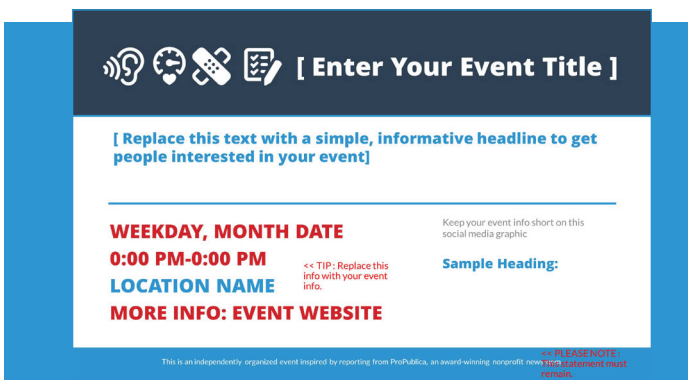 [ Enter Your Event Title ]
[ Replace this text with a simple, informative headline to get
people interested in your event]
WEEKDAY, MONTH DATE
0:00 PM-0:00 PM
LOCATION NAME
MORE INFO: EVENT WEBSITE
<< TIP : Replace this
info with your event
info.
Keep your event info short on this
social media graphic
Sample Heading:
This is an independently organized event inspired by reporting from ProPublica, an award-winning nonprofit
<< PLEASE NOTE :
This statement must
remain.